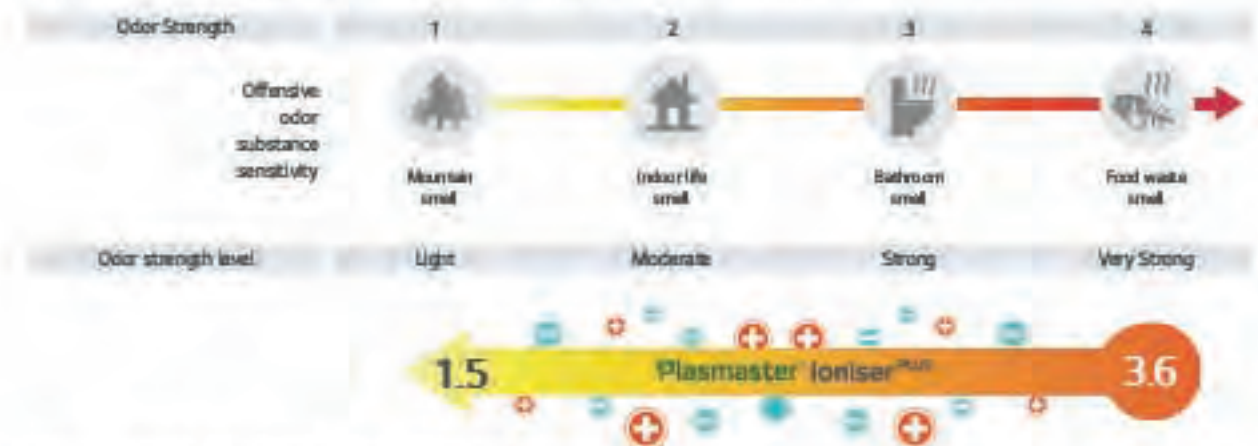 Odor Strength 1 2 3 4
Offensive
odor
substance
sensitivity
Mountain
smell
Indoor life
smell
Bathroom
smell
Food waste
smell
Odor strength level Light Moderate Strong Very Strong
1.5 Plasmaster Ioniser PLUS 3.6